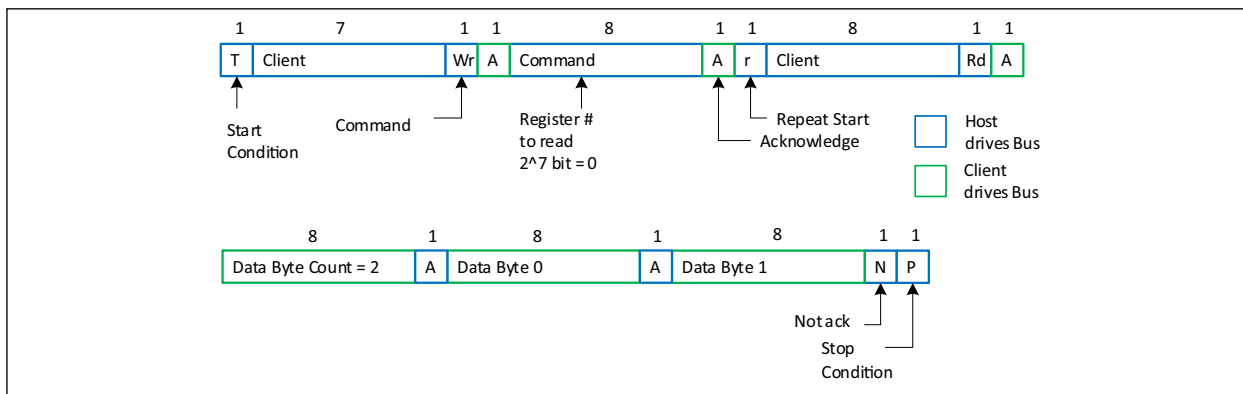 1 7 1 1 8 1 1 8 1 1
T Client Wr A Command A r Client Rd A
Start
Condition
Command
Register #
to read
2^7 bit = 0
Repeat Start
Acknowledge
Host
drives Bus
Client
drives Bus
8 1 8 1 8 1 1
Data Byte Count = 2 A Data Byte 0 A Data Byte 1 N P
Not ack
Stop
Condition